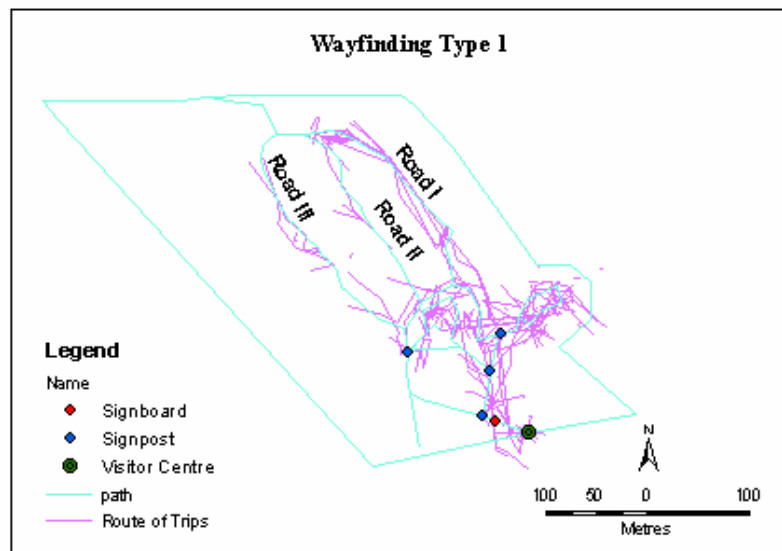 Wayfinding Type 1
Road I
Road II
Road III
Legend
Name
Signboard
Signpost
Visitor Centre
path
Route of Trips
N
100 50 0 100
Metres